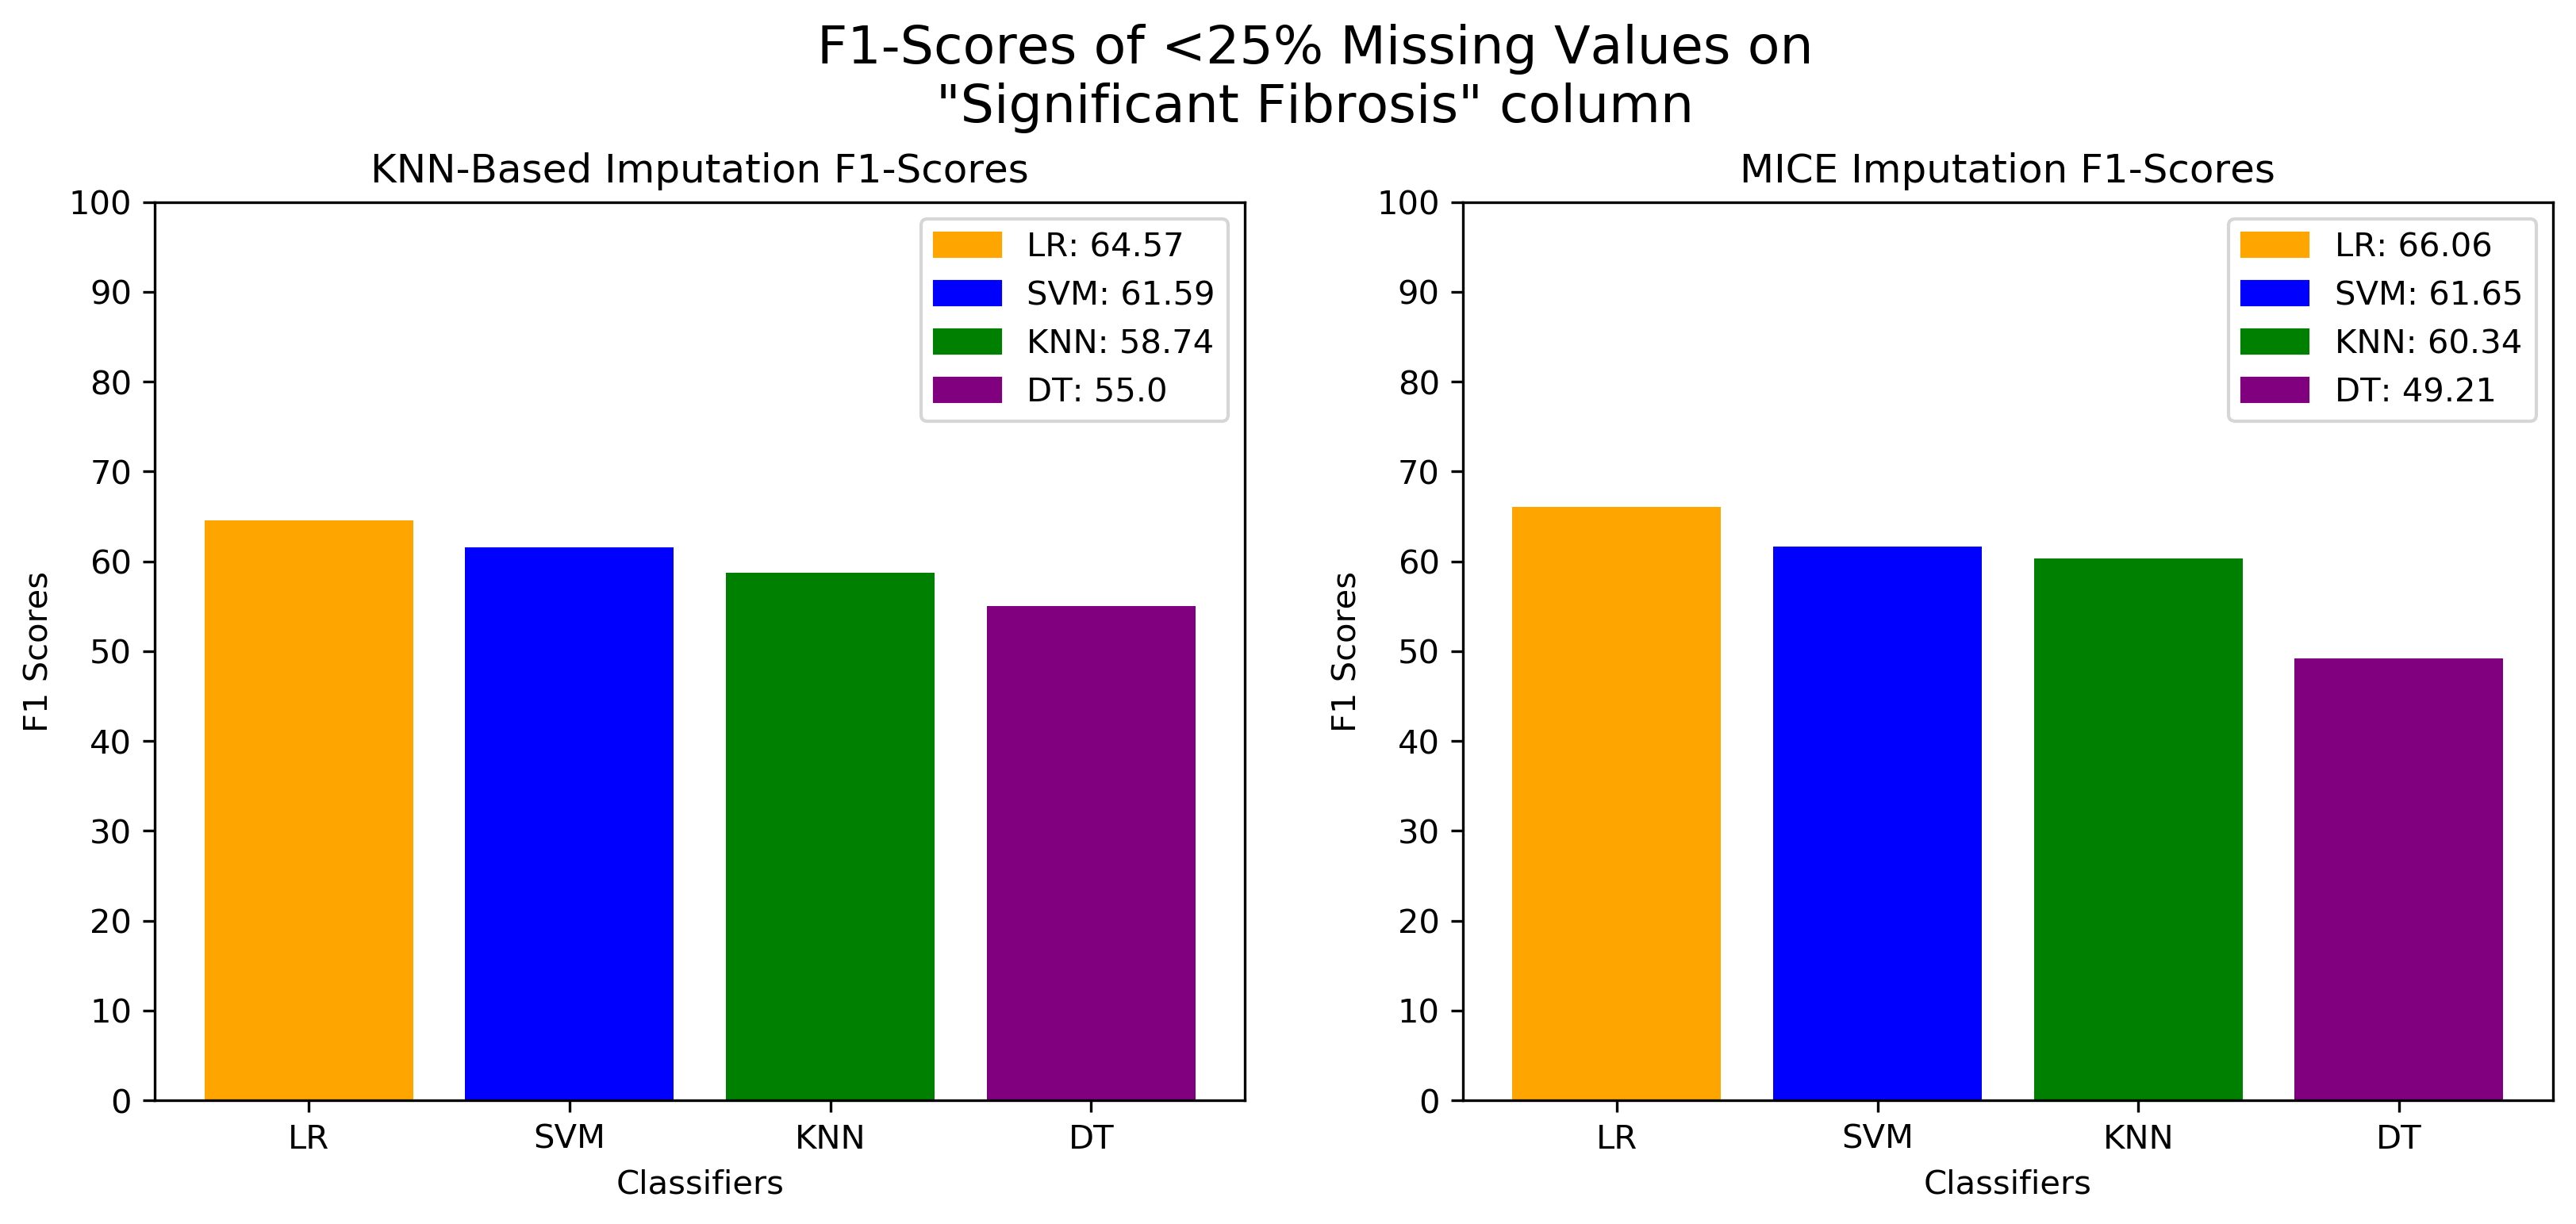 F1-Scores of <25% Missing Values on
"Significant Fibrosis" column
KNN-Based Imputation F1-Scores
100
90
80
70
60
50
40
30
20
10
0
F1 Scores
LR: 64.57
SVM: 61.59
KNN: 58.74
DT: 55.0
LR SVM KNN DT
Classifiers
MICE Imputation F1-Scores
100
90
80
70
60
50
40
30
20
10
0
F1 Scores
LR: 66.06
SVM: 61.65
KNN: 60.34
DT: 49.21
LR SVM KNN DT
Classifiers